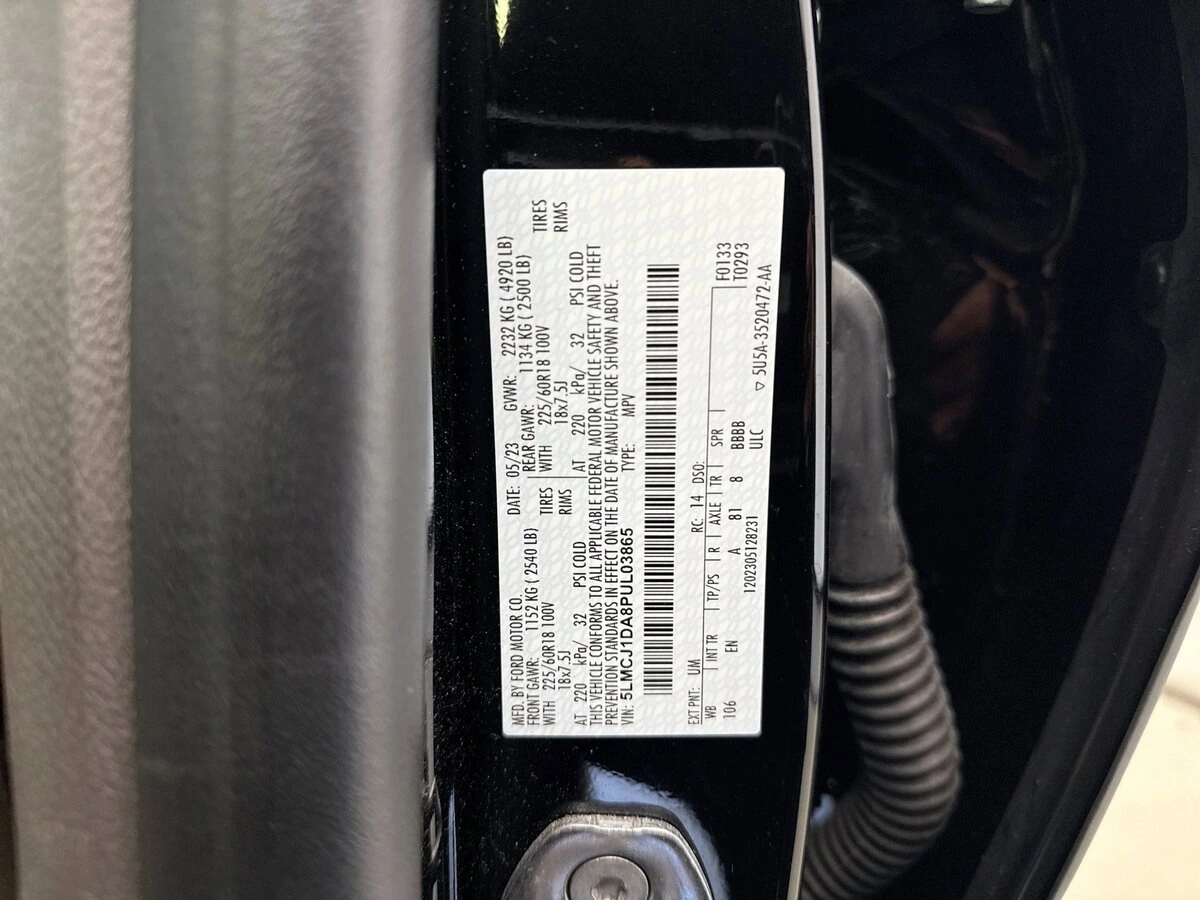 MFD. BY FORD MOTOR CO. DATE: 05/23 GVWR: 2232 KG ( 4920 LB)
FRONT GAWR: 1152 KG ( 2540 LB) REAR GAWR: 1134 KG ( 2500 LB)
WITH 225/60R18 100V TIRES WITH 225/60R18 100V TIRES
18x7.5J RIMS 18x7.5J RIMS
AT 220 kPa/ 32 PSI COLD AT 220 kPa/ 32 PSI COLD
THIS VEHICLE CONFORMS TO ALL APPLICABLE FEDERAL MOTOR VEHICLE SAFETY AND THEFT
PREVENTION STANDARDS IN EFFECT ON THE DATE OF MANUFACTURE SHOWN ABOVE.
VIN: 5LMCJ1DA8PUL03865 TYPE: MPV
EXT PNT: UM RC: 14 DSO:
WB INT TR TP/PS R AXLE TR SPR F0133
106 EN A 81 8 BBBB T0293
1202305128231 ULC ▽ 5U5A-3520472-AA